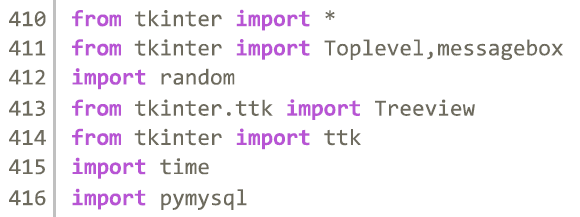 410 from tkinter import *
411 from tkinter import Toplevel,messagebox
412 import random
413 from tkinter.ttk import Treeview
414 from tkinter import ttk
415 import time
416 import pymysql